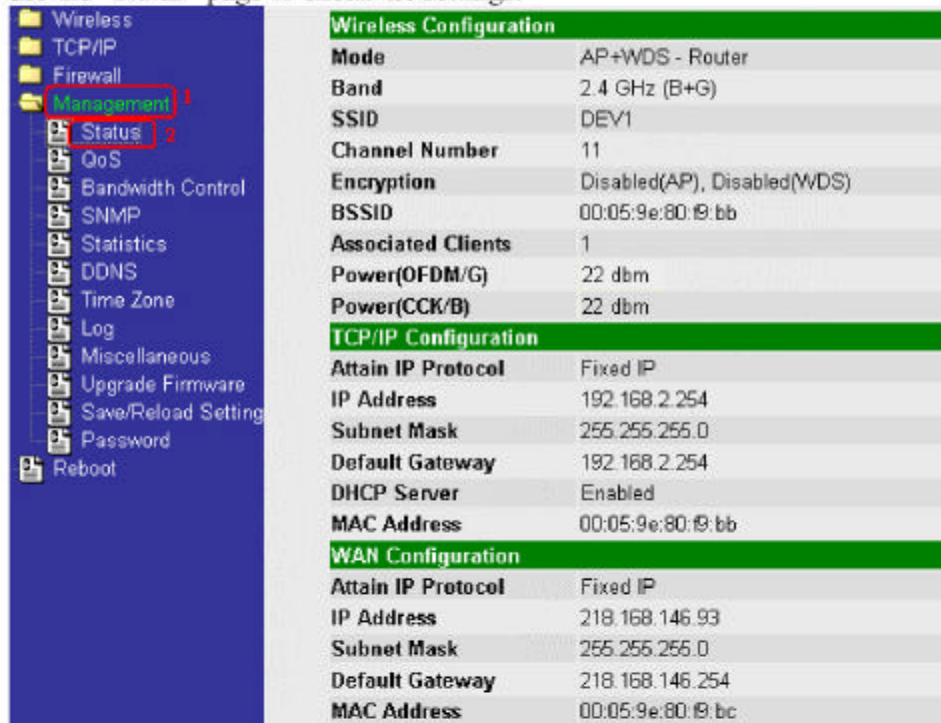 Wireless
TCP/IP
Firewall
Management 1
Status 2
QoS
Bandwidth Control
SNMP
Statistics
DDNS
Time Zone
Log
Miscellaneous
Upgrade Firmware
Save/Reload Setting
Password
Reboot
Wireless Configuration
Mode AP+WDS - Router
Band 2.4 GHz (B+G)
SSID DEV1
Channel Number 11
Encryption Disabled(AP), Disabled(WDS)
BSSID 00:05:9e:80:f9:bb
Associated Clients 1
Power(OFDM/G) 22 dbm
Power(CCK/B) 22 dbm
TCP/IP Configuration
Attain IP Protocol Fixed IP
IP Address 192.168.2.254
Subnet Mask 255.255.255.0
Default Gateway 192.168.2.254
DHCP Server Enabled
MAC Address 00:05:9e:80:f9:bb
WAN Configuration
Attain IP Protocol Fixed IP
IP Address 218.168.146.93
Subnet Mask 255.255.255.0
Default Gateway 218.168.146.254
MAC Address 00:05:9e:80:f9:bc